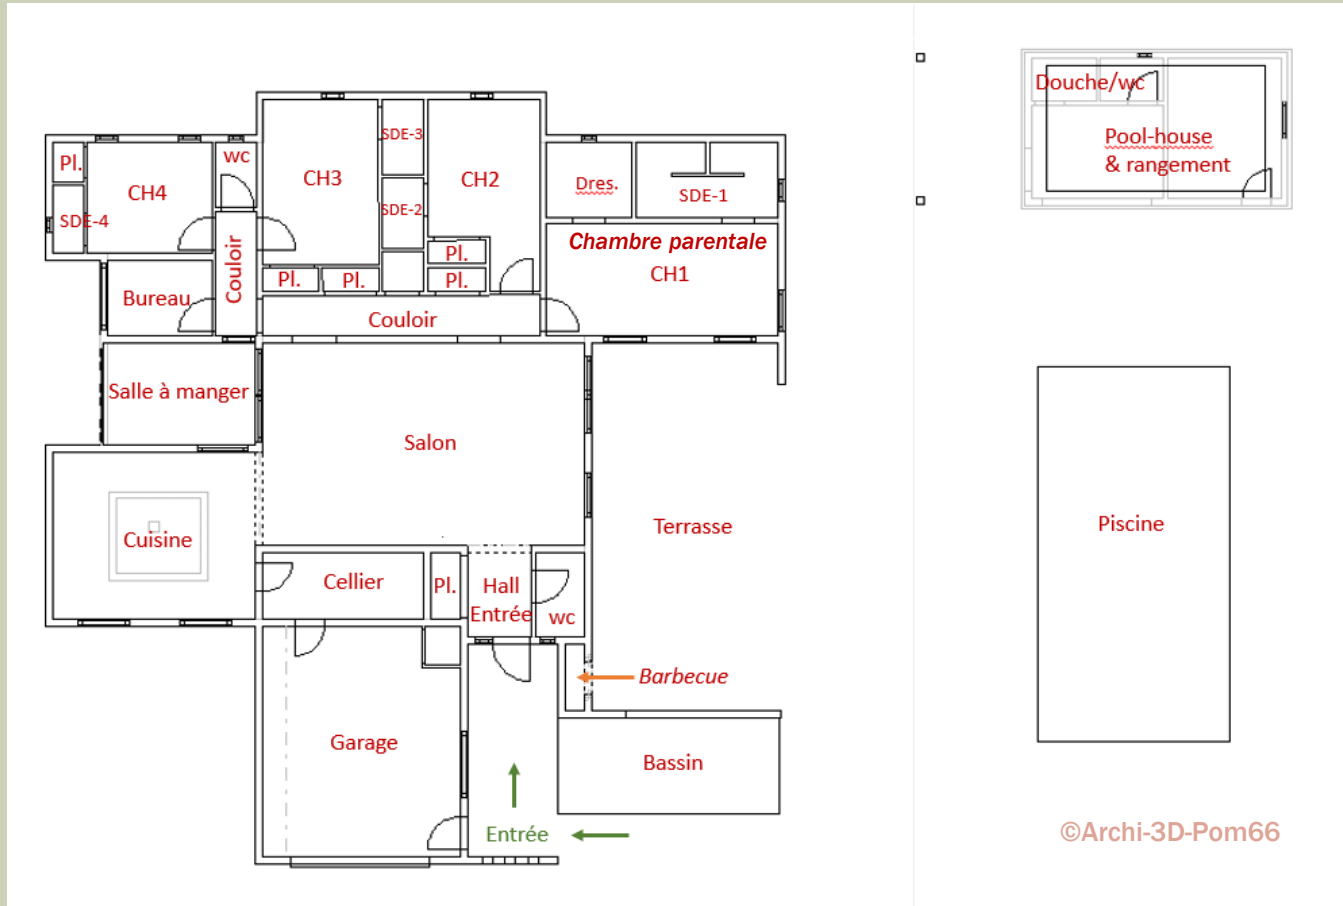 Pl.
CH4
SDE-4
wc
CH3
SDE-3
SDE-2
CH2
Dres.
SDE-1
Chambre parentale
CH1
Bureau
Couloir
Pl.
Pl.
Pl.
Pl.
Couloir
Salle à manger
Salon
Cuisine
Cellier
Pl.
Hall
Entrée
wc
Terrasse
Barbecue
Garage
Bassin
Entrée
Douche/wc
Pool-house
& rangement
Piscine
©Archi-3D-Pom66